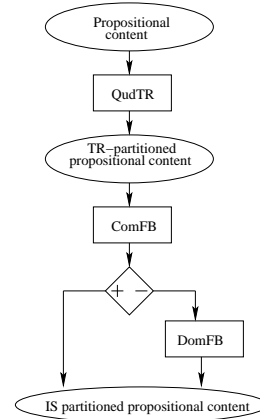 Propositional
content
QudTR
TR−partitioned
propositional content
ComFB
+ −
DomFB
IS partitioned propositional content